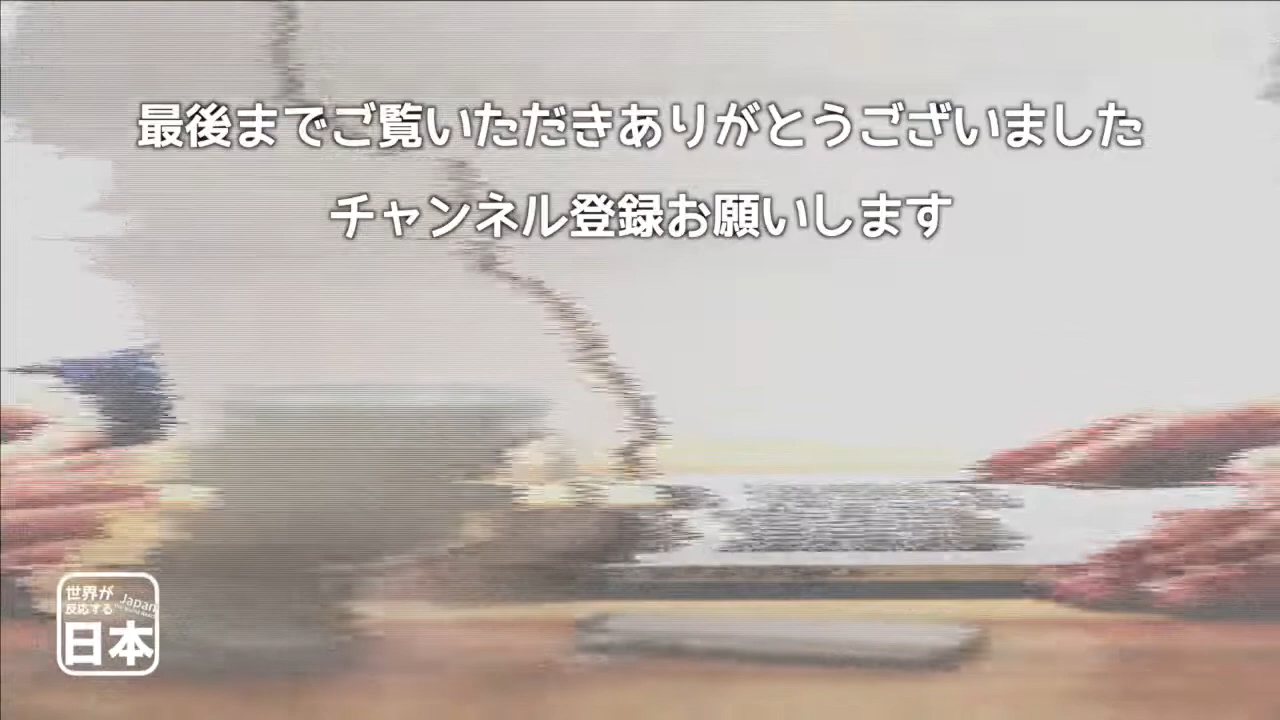 最後までご覧いただきありがとうございました
チャンネル登録お願いします
世界が
反応する
Japan
日本